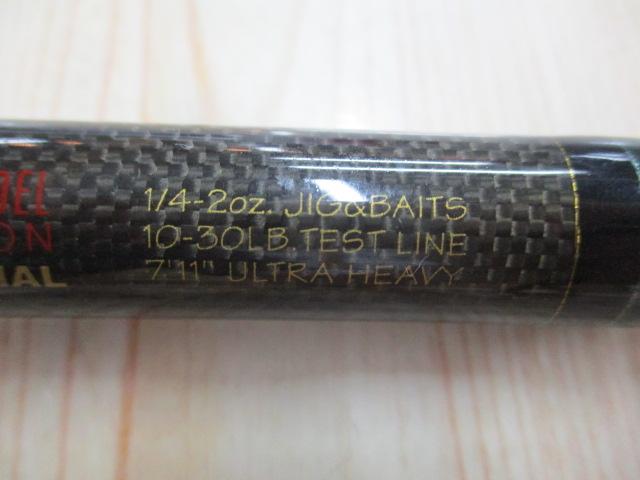 1/4-2oz. JIG&BAITS
10-30LB. TEST LINE
7'11" ULTRA HEAVY